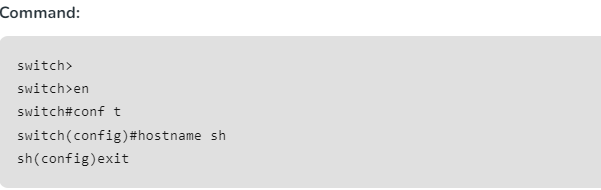 Command:
switch>
switch>en
switch#conf t
switch(config)#hostname sh
sh(config)exit